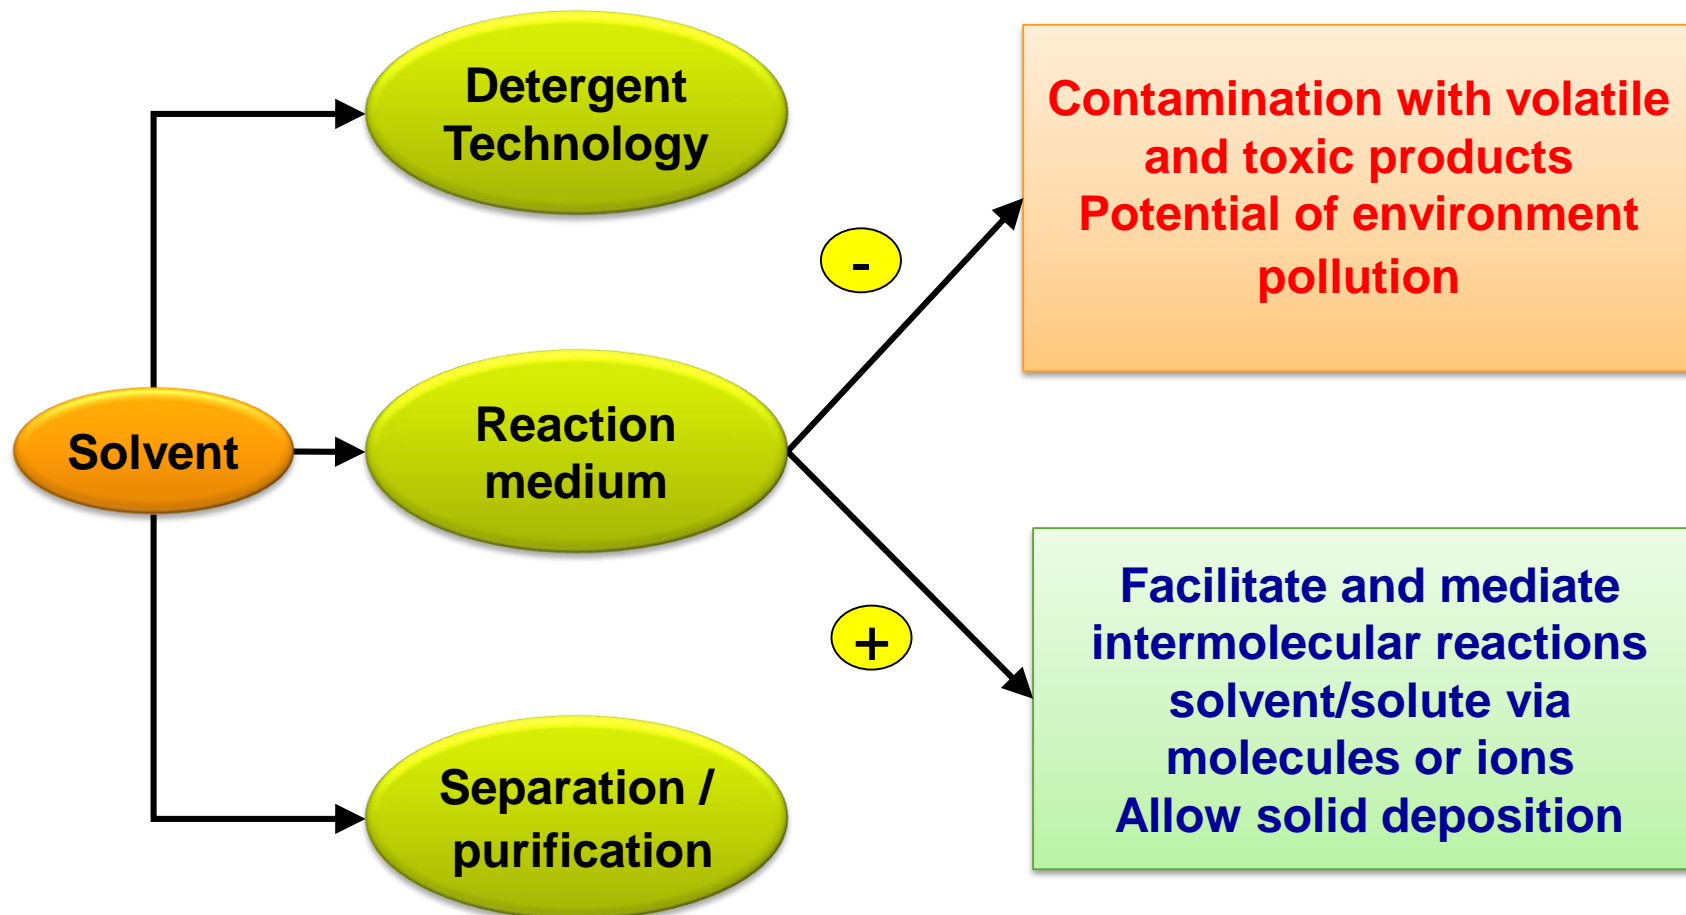 Detergent
Technology
Contamination with volatile
and toxic products
Potential of environment
pollution
-
Solvent
Reaction
medium
+
Facilitate and mediate
intermolecular reactions
solvent/solute via
molecules or ions
Allow solid deposition
Separation /
purification